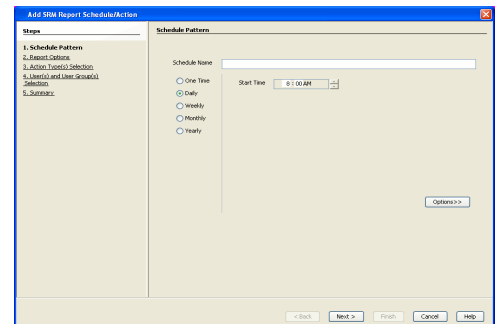 Add SRM Report Schedule/Action
Steps
1. Schedule Pattern
2. Report Options
3. Action Type(s) Selection
4. User(s) and User Group(s)
Selection
5. Summary
Schedule Pattern
Schedule Name
One Time
Daily
Weekly
Monthly
Yearly
Start Time
8 : 00 AM
Options>>
< Back
Next >
Finish
Cancel
Help